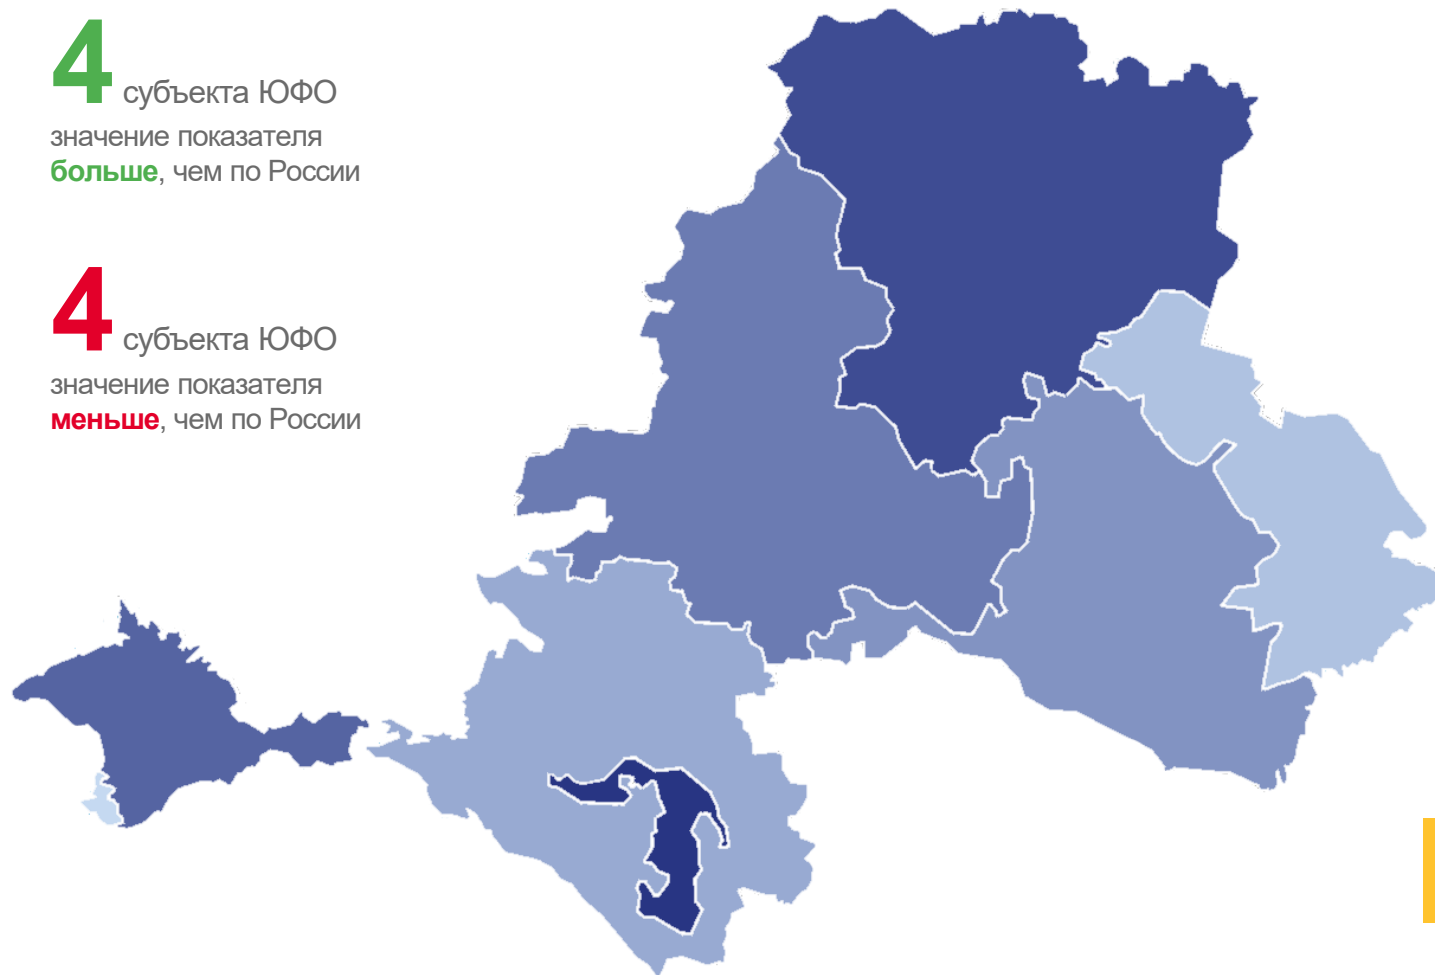 4 субъекта ЮФО
значение показателя
больше, чем по России
4 субъекта ЮФО
значение показателя
меньше, чем по России